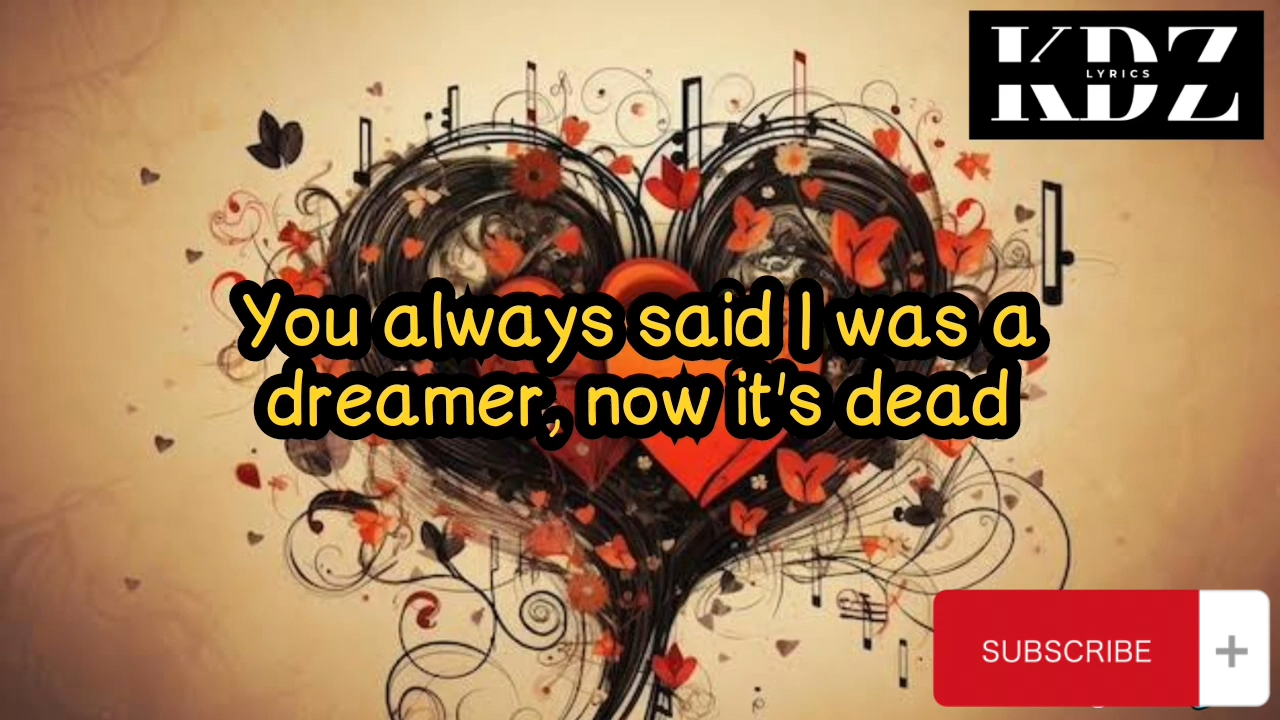 KDZ
LYRICS
You always said I was a
dreamer, now it's dead
SUBSCRIBE